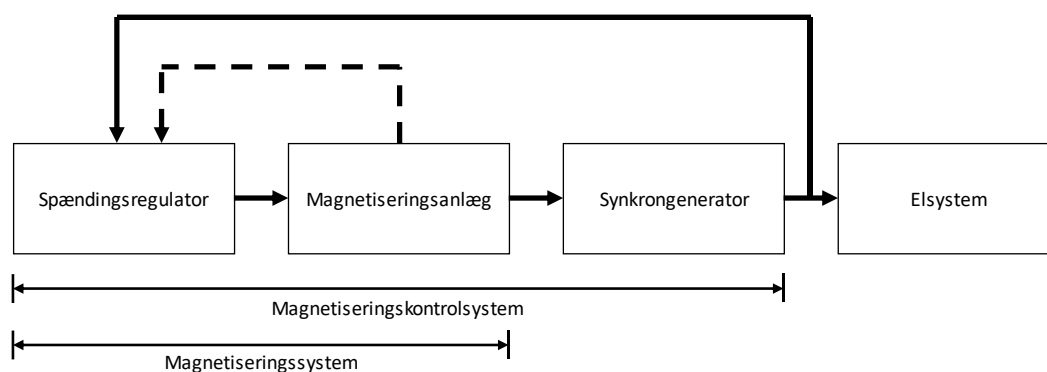 Spændingsregulator
Magnetiseringsanlæg
Synkrongenerator
Elsystem
Magnetiseringskontrolsystem
Magnetiseringssystem